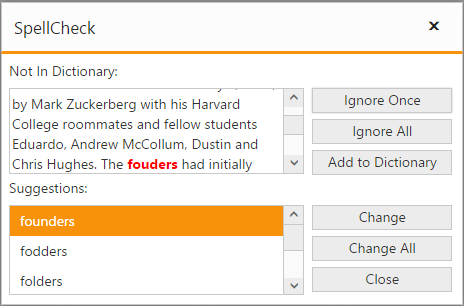 SpellCheck
Not In Dictionary:
by Mark Zuckerberg with his Harvard
College roommates and fellow students
Eduardo, Andrew McCollum, Dustin and
Chris Hughes. The fouders had initially
Ignore Once
Ignore All
Add to Dictionary
Suggestions:
founders
fodders
folders
Change
Change All
Close